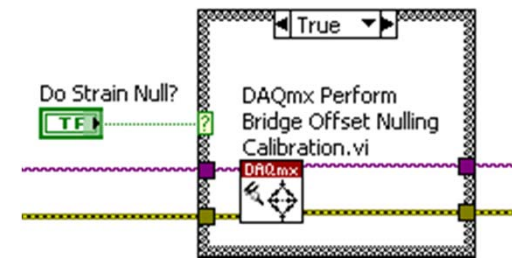 True
Do Strain Null?
TF
?
DAQmx Perform
Bridge Offset Nulling
Calibration.vi
DAQmx